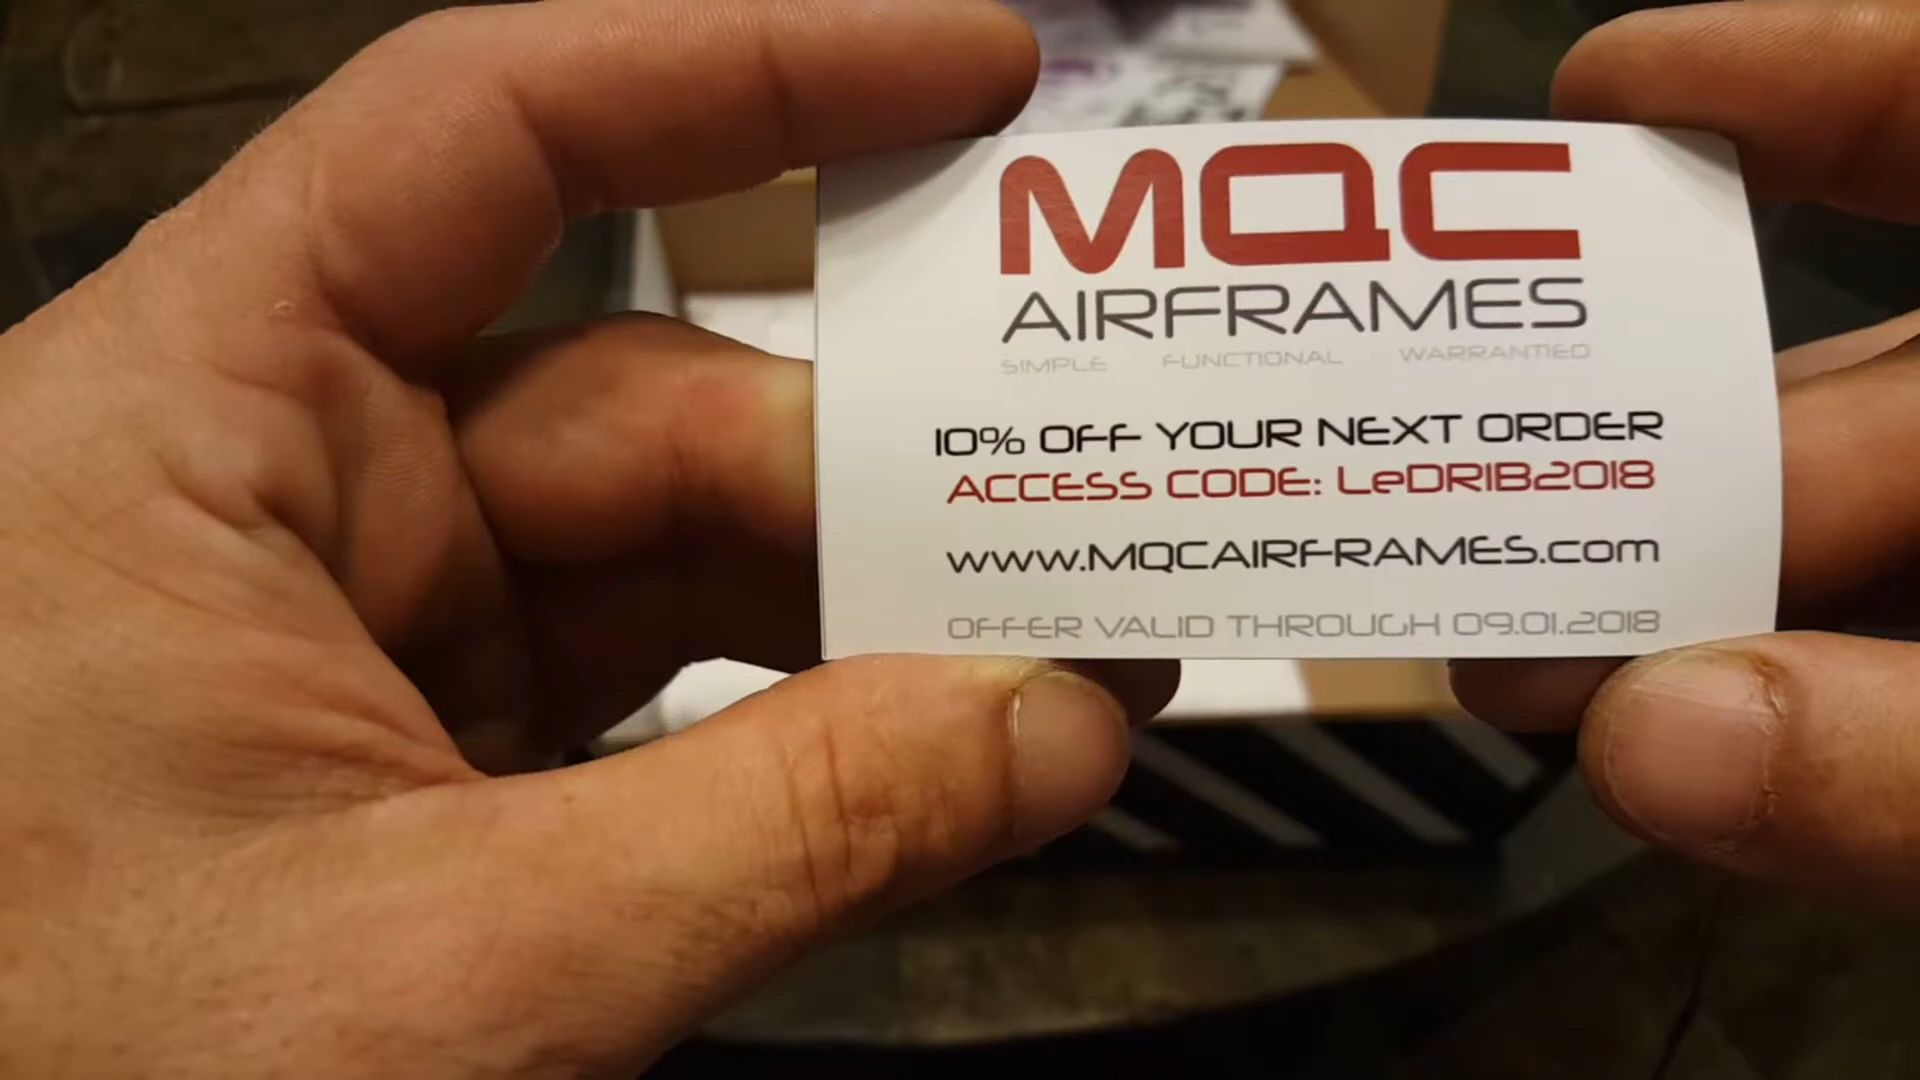 MQC
AIRFRAMES
SIMPLE FUNCTIONAL WARRANTIED
10% OFF YOUR NEXT ORDER
ACCESS CODE: LeDRIB2018
www.MQCAIRFRAMES.com
OFFER VALID THROUGH 09.01.2018